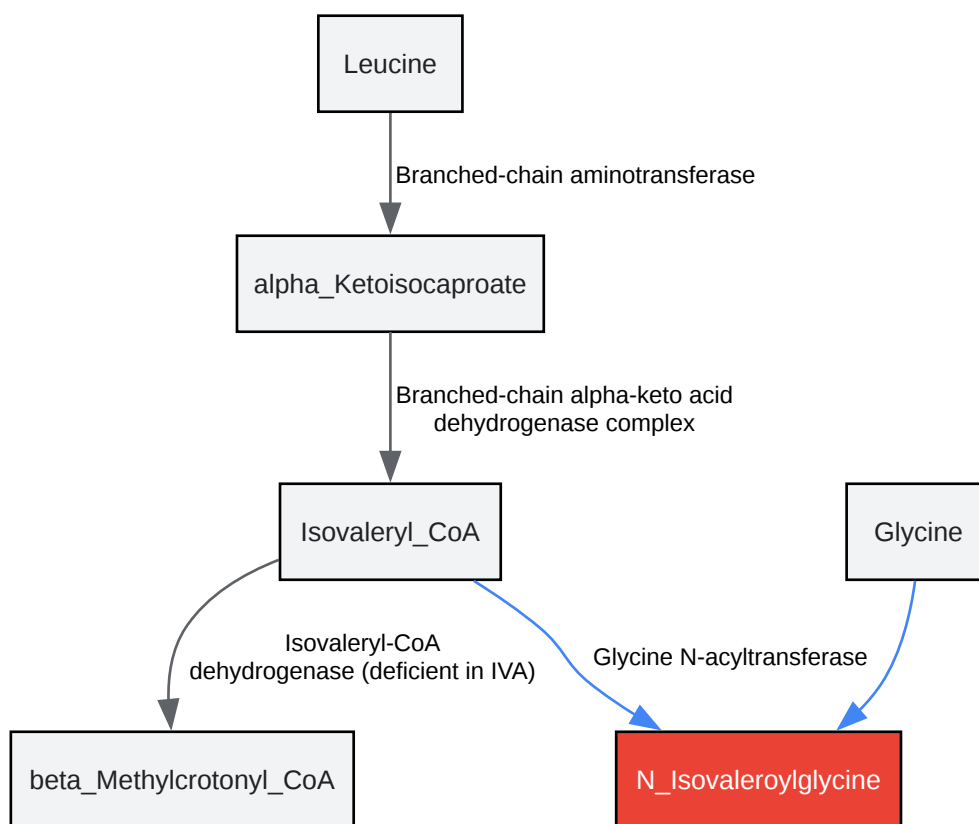 Leucine
Branched-chain aminotransferase
alpha_Ketoisocaproate
Branched-chain alpha-keto acid
dehydrogenase complex
Isovaleryl_CoA
Glycine
Isovaleryl-CoA
dehydrogenase (deficient in IVA)
Glycine N-acyltransferase
beta_Methylcrotonyl_CoA
N_Isovaleroylglycine